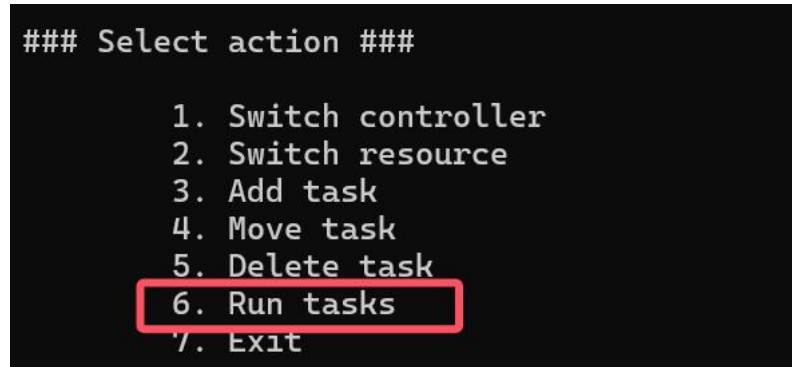 ### Select action ###
1. Switch controller
2. Switch resource
3. Add task
4. Move task
5. Delete task
6. Run tasks
7. Exit